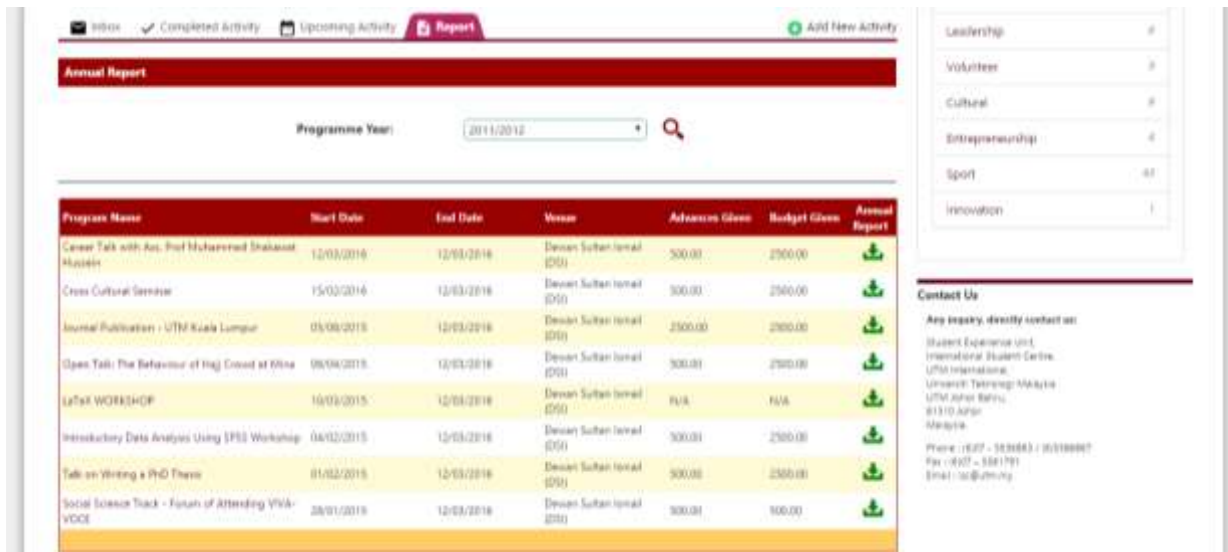 Inbox Completed Activity Upcoming Activity Report Add New Activity
Annual Report
Programme Year: 2011/2012
Program Name Start Date End Date Venue Advances Given Budget Given Annual Report
Career Talk with Ass. Prof Muhammed Shakawat Hussein 12/03/2016 12/03/2016 Dewan Sultan Ismail (DSI) 500.00 2500.00
Cross Cultural Seminar 15/02/2016 12/03/2016 Dewan Sultan Ismail (DSI) 500.00 2500.00
Journal Publication - UTM Kuala Lumpur 12/03/2016 Dewan Sultan Ismail (DSI) 2500.00 2500.00
Open Talk: The Behaviour of Hajj Crowd at Mina 12/03/2016 Dewan Sultan Ismail (DSI) 500.00 2500.00
LaTeX WORKSHOP 10/03/2015 12/03/2016 Dewan Sultan Ismail (DSI) N/A N/A
Introductory Data Analysis Using SPSS Workshop 04/02/2015 12/03/2016 Dewan Sultan Ismail (DSI) 500.00 2500.00
Talk on Writing a PhD Thesis 01/02/2015 12/03/2016 Dewan Sultan Ismail (DSI) 500.00 2500.00
Social Science Track - Forum of Attending VIVA-VOCE 28/01/2015 12/03/2016 Dewan Sultan Ismail (DSI) 500.00 500.00
Leadership
Volunteer
Cultural
Entrepreneurship
Sport
Innovation 1
Contact Us
Any inquiry, directly contact us:
Student Experience Unit,
International Student Centre,
UTM International,
Universiti Teknologi Malaysia
UTM Johor Bahru,
81310 Johor
Malaysia.
Phone :
Fax :
Email :